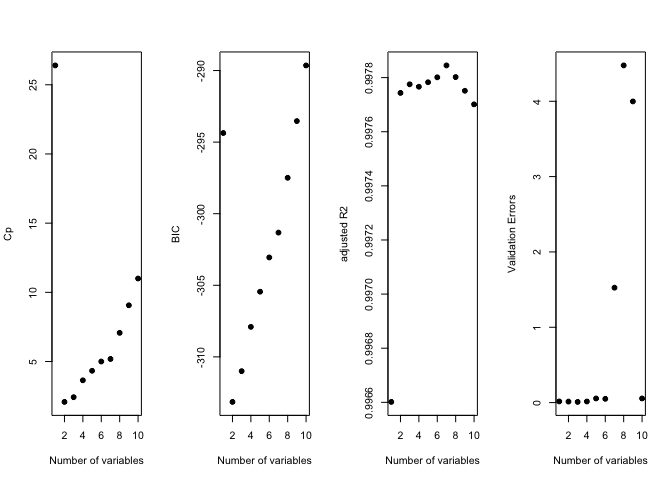 Cp
25
20
15
10
5
2 4 6 8 10
Number of variables
BIC
-290
-295
-300
-305
-310
2 4 6 8 10
Number of variables
adjusted R2
0.9978
0.9976
0.9974
0.9972
0.9970
0.9968
0.9966
2 4 6 8 10
Number of variables
Validation Errors
4
3
2
1
0
2 4 6 8 10
Number of variables